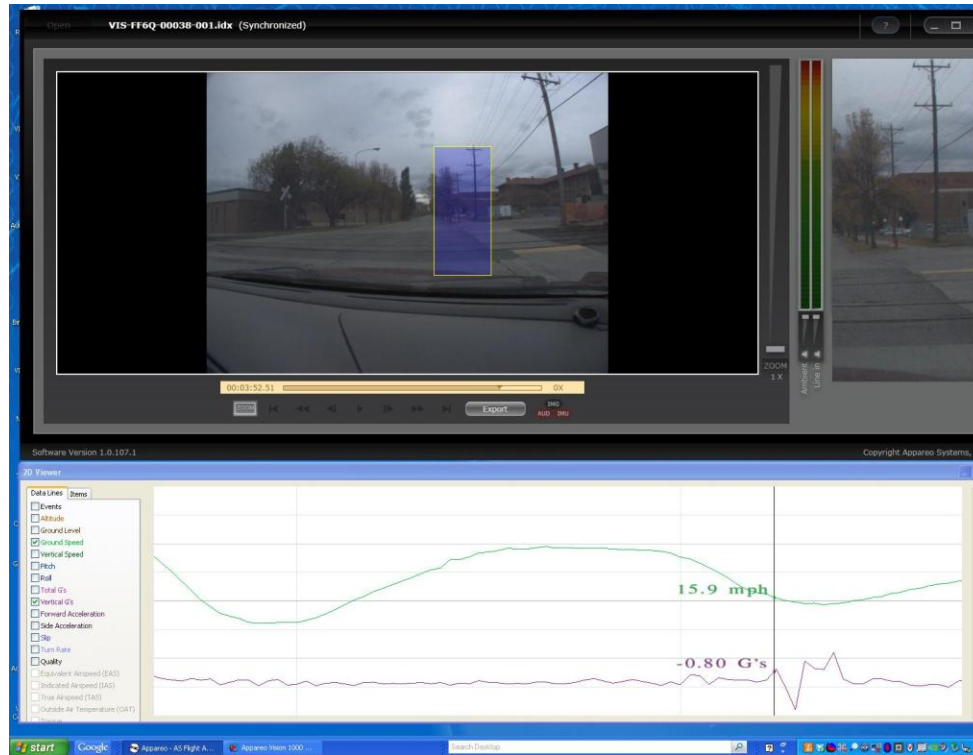 Open VIS-FF6Q-00038-001.idx (Synchronized) ?
ZOOM
1 X
Ambient
Line in
00:03:52.51 0X
ZOOM Export IMG
AUD IMU
Software Version 1.0.107.1 Copyright Appareo Systems,
2D Viewer
Data Lines Items
Events
Altitude
Ground Level
Ground Speed
Vertical Speed
Pitch
Roll
Total G's
Vertical G's
Forward Acceleration
Side Acceleration
Slip
Turn Rate
Quality
Equivalent Airspeed (EAS)
Indicated Airspeed (IAS)
True Airspeed (TAS)
Outside Air Temperature (OAT)
15.9 mph
-0.80 G's
start Google Appareo - AS Flight A... Appareo Vision 1000 ... Search Desktop